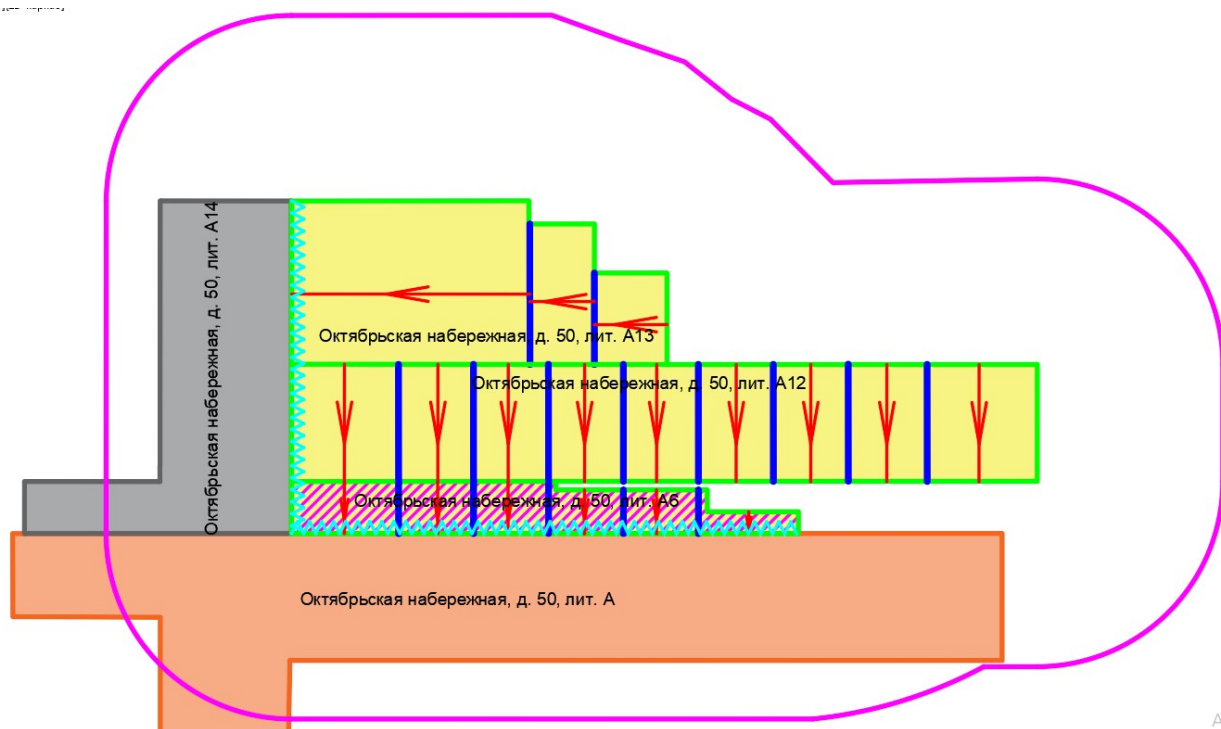 Октябрьская набережная, д. 50, лит. А14
Октябрьская набережная, д. 50, лит. А13
Октябрьская набережная, д. 50, лит. А12
Октябрьская набережная, д. 50, лит. А6
Октябрьская набережная, д. 50, лит. А